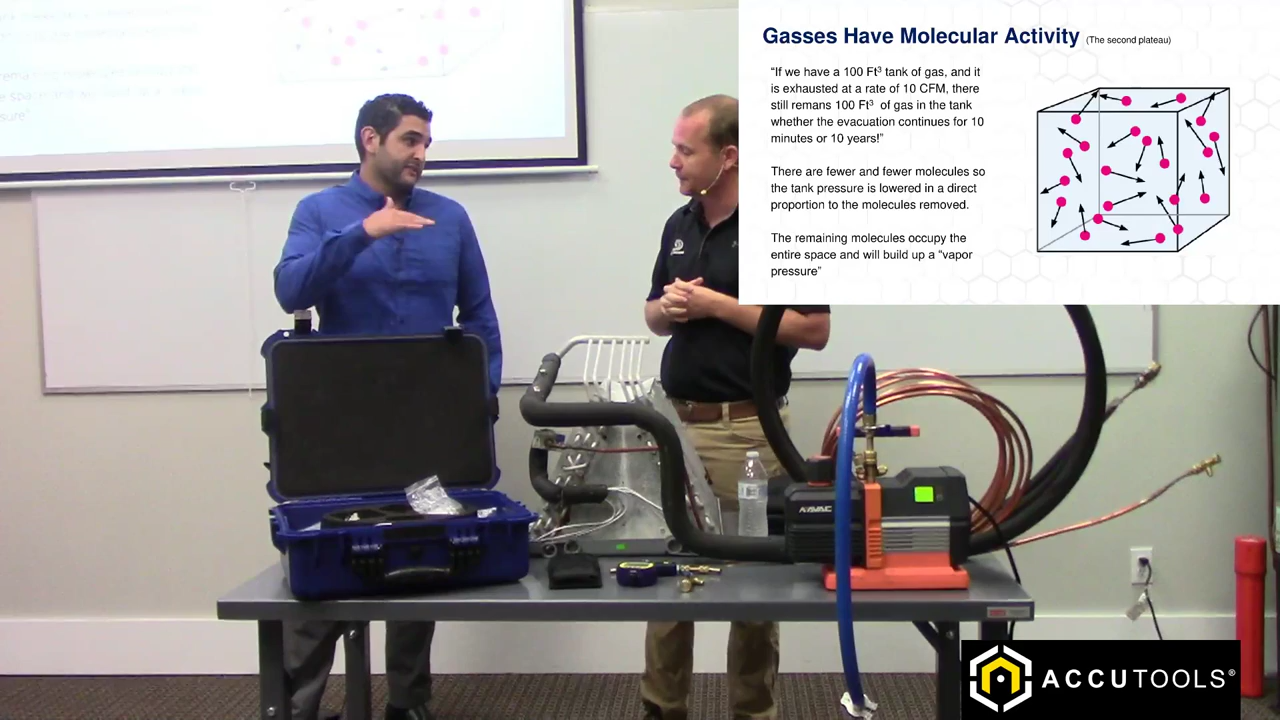 Gasses Have Molecular Activity (The second plateau)
“If we have a 100 Ft³ tank of gas, and it
is exhausted at a rate of 10 CFM, there
still remans 100 Ft³ of gas in the tank
whether the evacuation continues for 10
minutes or 10 years!”
There are fewer and fewer molecules so
the tank pressure is lowered in a direct
proportion to the molecules removed.
The remaining molecules occupy the
entire space and will build up a “vapor
pressure”
NAVAC
ACCUTOOLS®